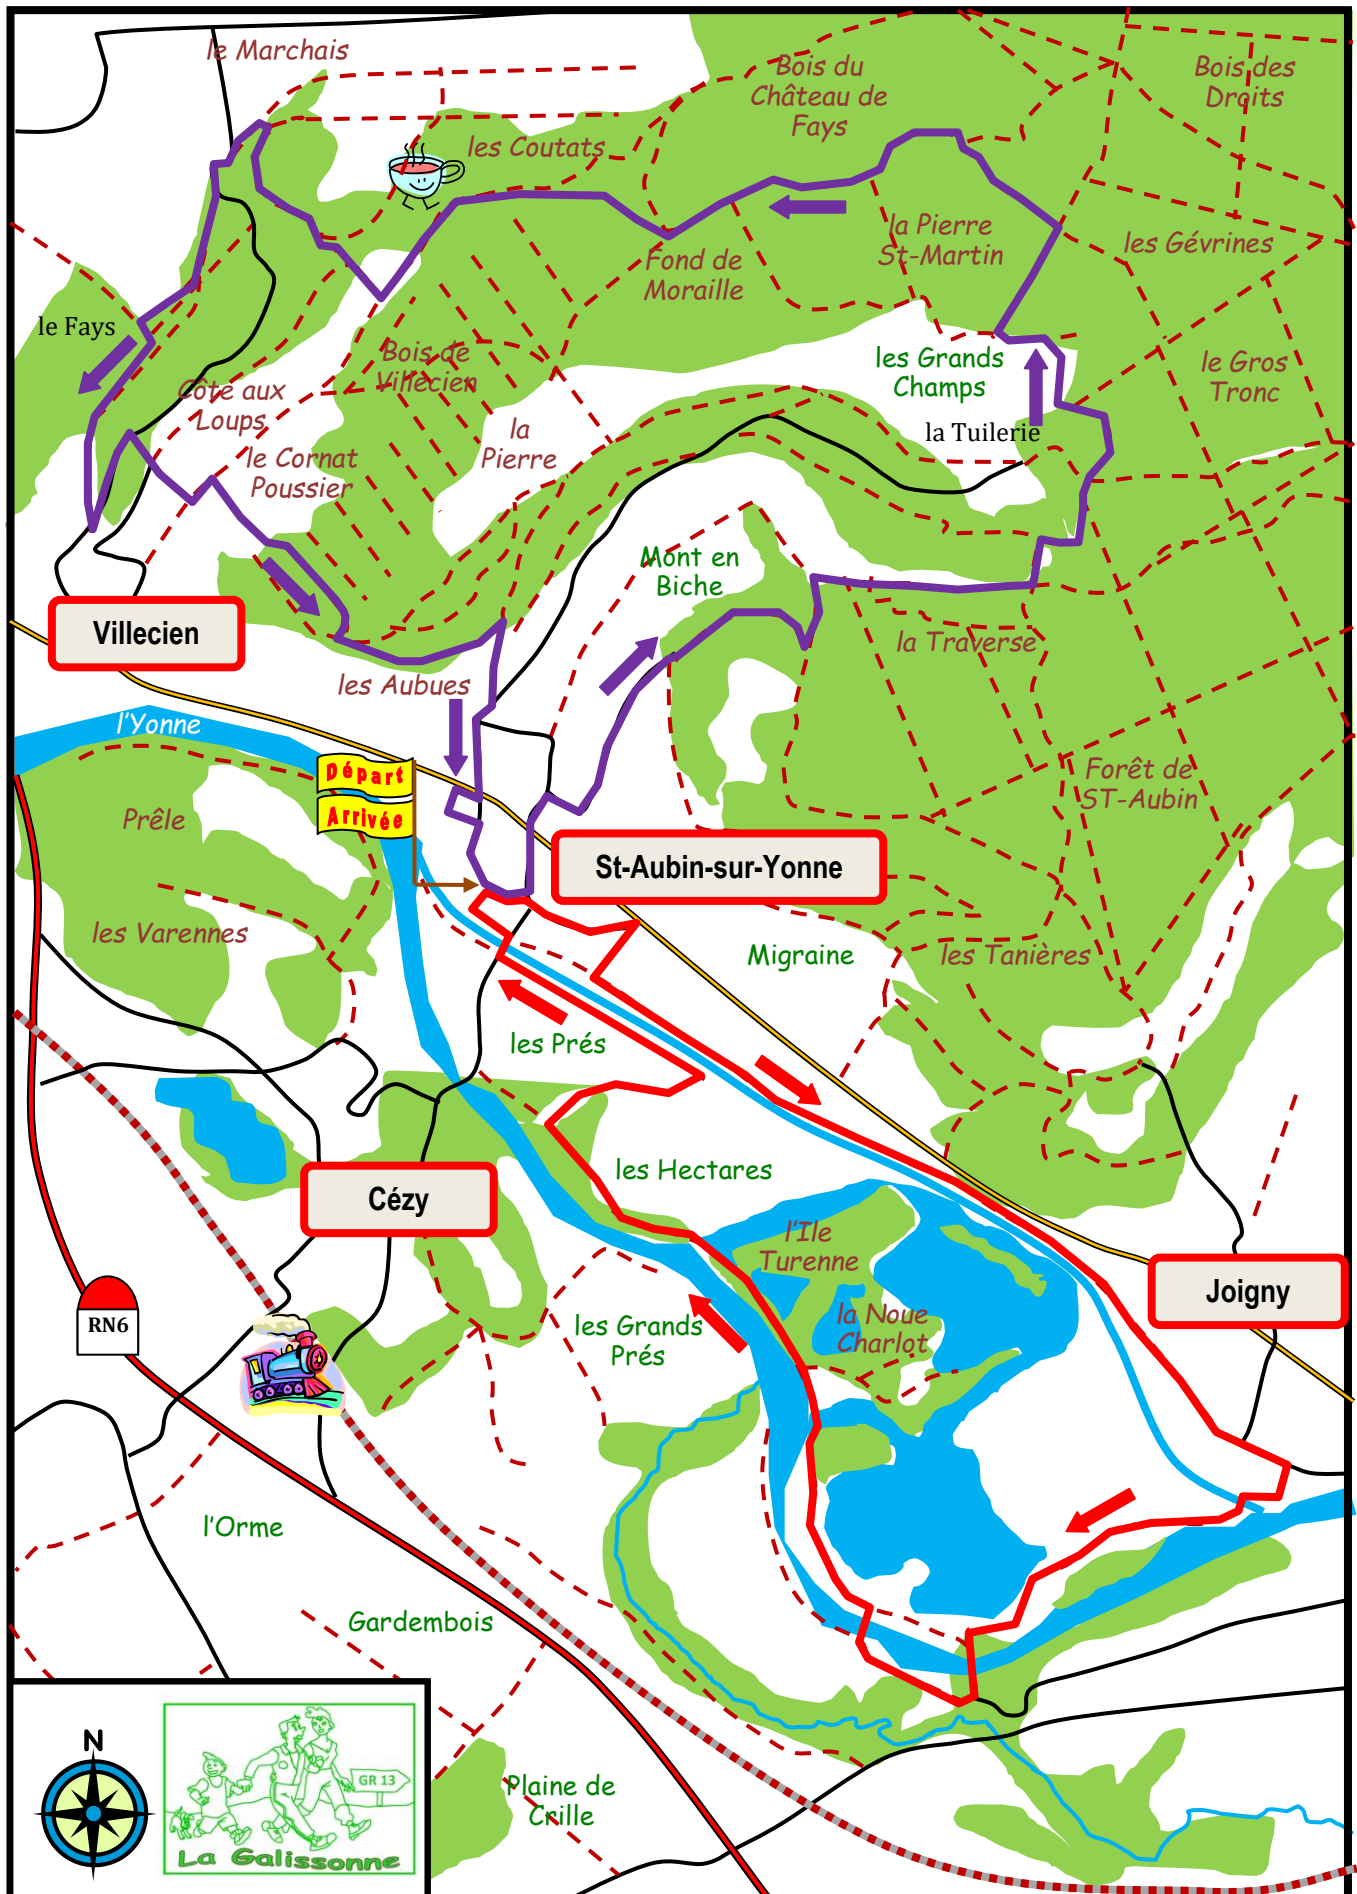 le Marchais
Bois du
Château de
Fays
Bois des
Droits
les Coutats
la Pierre
St-Martin
les Gévrines
Fond de
Moraille
le Fays
Bois de
Villecien
les Grands
Champs
le Gros
Tronc
Côte aux
Loups
la
Pierre
la Tuilerie
le Cornat
Poussier
Mont en
Biche
Villecien
la Traverse
les Aubues
l'Yonne
Départ
Arrivée
Forêt de
ST-Aubin
Prêle
St-Aubin-sur-Yonne
les Varennes
Migraine
les Tanières
les Prés
les Hectares
Cézy
l'Ile
Turenne
Joigny
RN6
les Grands
Prés
la Noue
Charlot
l'Orme
Gardembois
N
GR 13
La Galissonne
Plaine de
Crille